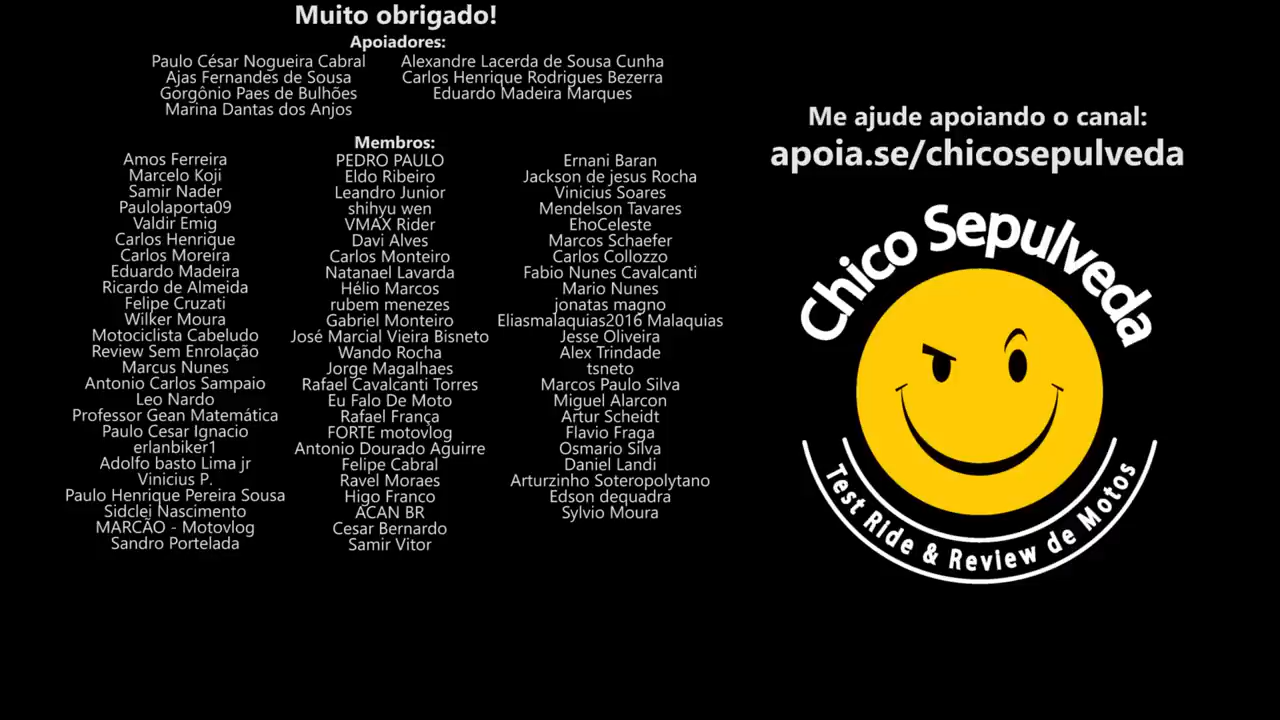 Muito obrigado!
Apoiadores:
Paulo César Nogueira Cabral
Ajas Fernandes de Sousa
Gorgônio Paes de Bulhões
Marina Dantas dos Anjos
Alexandre Lacerda de Sousa Cunha
Carlos Henrique Rodrigues Bezerra
Eduardo Madeira Marques
Membros:
Amos Ferreira
Marcelo Koji
Samir Nader
Paulolaporta09
Valdir Emig
Carlos Henrique
Carlos Moreira
Eduardo Madeira
Ricardo de Almeida
Felipe Cruzati
Wilker Moura
Motociclista Cabeludo
Review Sem Enrolação
Marcus Nunes
Antonio Carlos Sampaio
Leo Nardo
Professor Gean Matemática
Paulo Cesar Ignacio
erlanbiker1
Adolfo basto Lima jr
Vinicius P.
Paulo Henrique Pereira Sousa
Sidclei Nascimento
MARCÃO - Motovlog
Sandro Portelada
PEDRO PAULO
Eldo Ribeiro
Leandro Junior
shihyu wen
VMAX Rider
Davi Alves
Carlos Monteiro
Natanael Lavarda
Hélio Marcos
rubem menezes
Gabriel Monteiro
José Marcial Vieira Bisneto
Wando Rocha
Jorge Magalhaes
Rafael Cavalcanti Torres
Eu Falo De Moto
Rafael França
FORTE motovlog
Antonio Dourado Aguirre
Felipe Cabral
Ravel Moraes
Higo Franco
ACAN BR
Cesar Bernardo
Samir Vitor
Ernani Baran
Jackson de jesus Rocha
Vinicius Soares
Mendelson Tavares
EhoCeleste
Marcos Schaefer
Carlos Collozzo
Fabio Nunes Cavalcanti
Mario Nunes
jonatas magno
Eliasmalaquias2016 Malaquias
Jesse Oliveira
Alex Trindade
tsneto
Marcos Paulo Silva
Miguel Alarcon
Artur Scheidt
Flavio Fraga
Osmario Silva
Daniel Landi
Arturzinho Soteropolytano
Edson dequadra
Sylvio Moura
Me ajude apoiando o canal:
apoia.se/chicosepulveda
Chico Sepulveda
Test Ride & Review de Motos